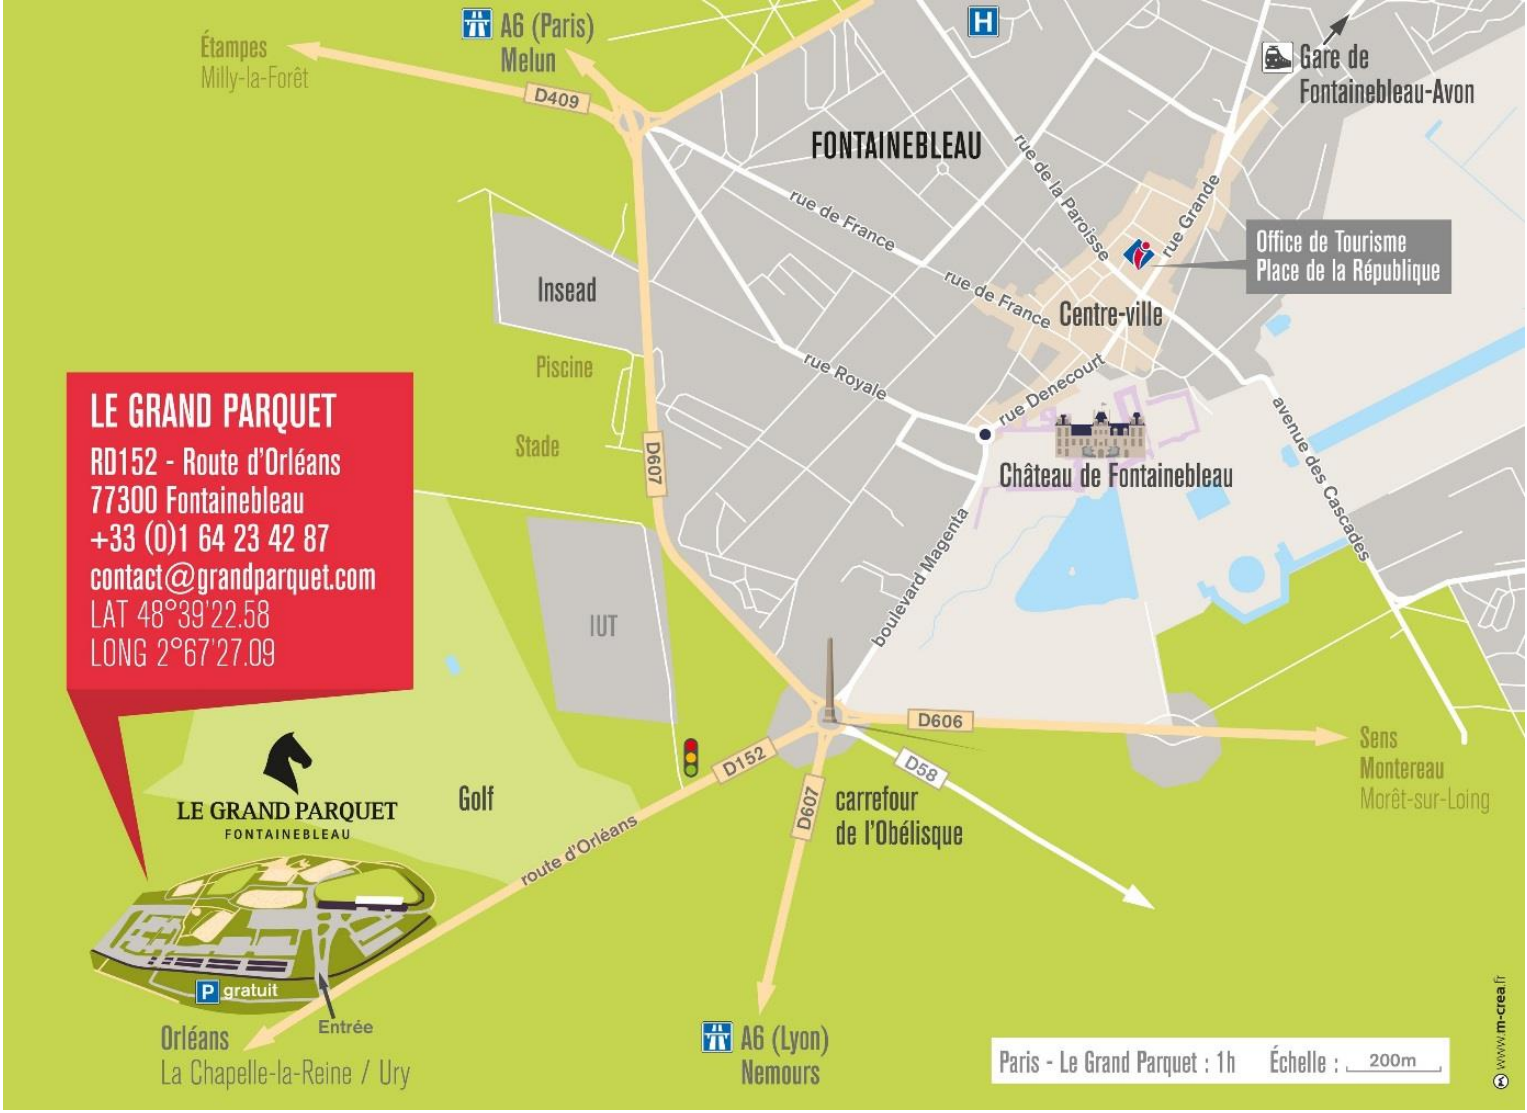 A6 (Paris)
Melun
H
Étampes
Milly-la-Forêt
D409
Gare de
Fontainebleau-Avon
FONTAINEBLEAU
rue de la Paroisse
rue Grande
rue de France
Office de Tourisme
Place de la République
rue de France
Centre-ville
Insead
Piscine
rue Royale
rue Denecourt
Stade
D607
Château de Fontainebleau
avenue des Cascades
LE GRAND PARQUET
RD152 - Route d'Orléans
77300 Fontainebleau
+33 (0)1 64 23 42 87
contact@grandparquet.com
LAT 48°39'22.58
LONG 2°67'27.09
boulevard Magenta
IUT
D606
D152
D58
D607
Sens
Montereau
Morêt-sur-Loing
Golf
LE GRAND PARQUET
FONTAINEBLEAU
carrefour
de l'Obélisque
route d'Orléans
P gratuit
Entrée
Orléans
La Chapelle-la-Reine / Ury
A6 (Lyon)
Nemours
Paris - Le Grand Parquet : 1h Échelle : 200m
www.m-crea.fr